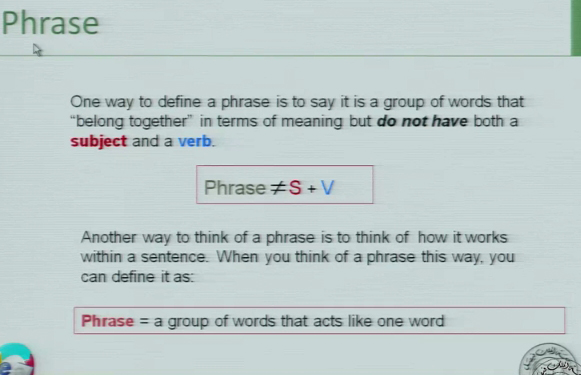 Phrase
One way to define a phrase is to say it is a group of words that
“belong together” in terms of meaning but do not have both a
subject and a verb.
Phrase ≠ S + V
Another way to think of a phrase is to think of how it works
within a sentence. When you think of a phrase this way, you
can define it as:
Phrase = a group of words that acts like one word